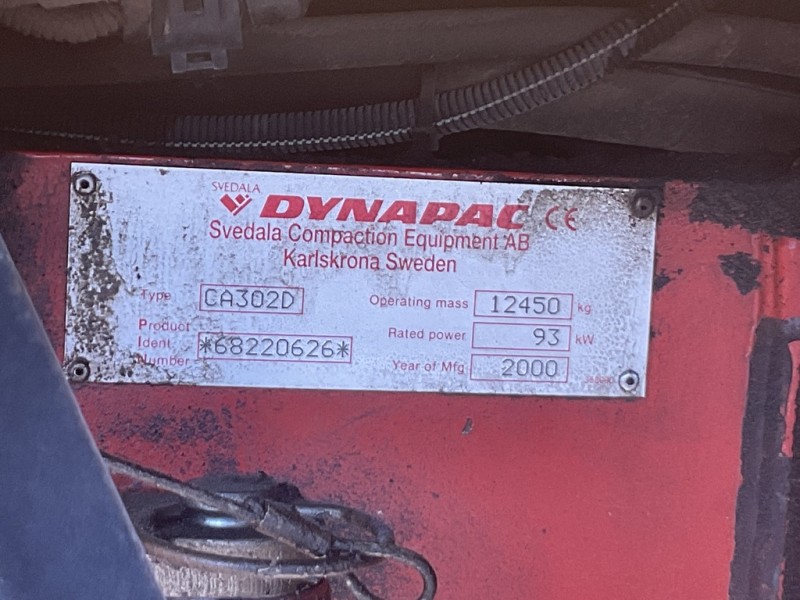 SVEDALA
DYNAPAC CE
Svedala Compaction Equipment AB
Karlskrona Sweden
Type CA302D
Operating mass 12450 kg
Product
Ident
Number *68220626*
Rated power 93 kW
Year of Mfg 2000